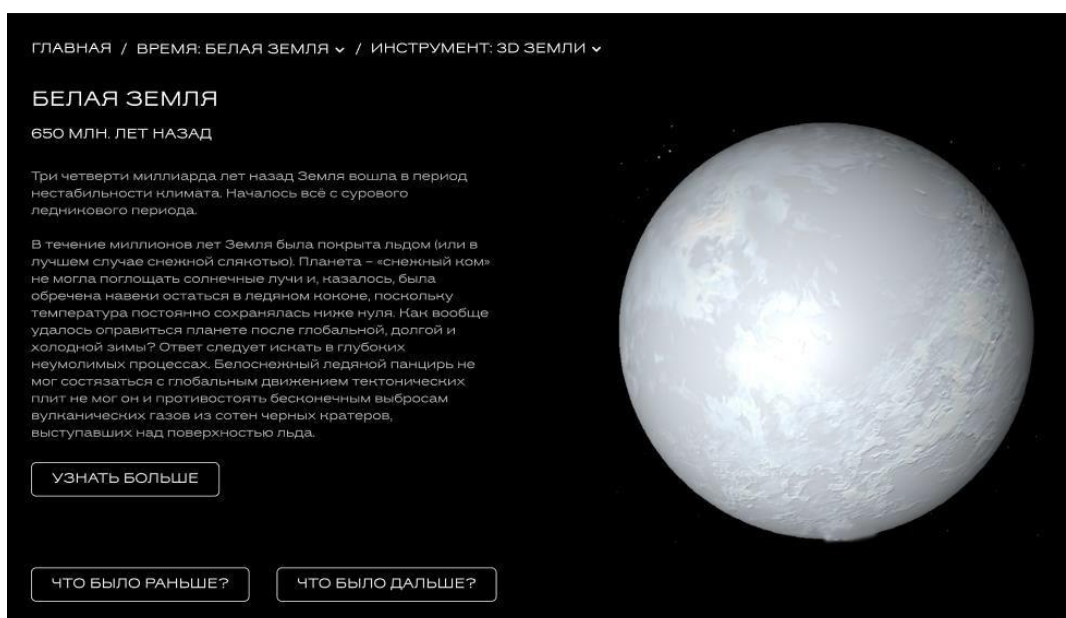 ГЛАВНАЯ / ВРЕМЯ: БЕЛАЯ ЗЕМЛЯ / ИНСТРУМЕНТ: 3D ЗЕМЛИ
БЕЛАЯ ЗЕМЛЯ
650 МЛН. ЛЕТ НАЗАД
Три четверти миллиарда лет назад Земля вошла в период
нестабильности климата. Началось всё с сурового
ледникового периода.
В течение миллионов лет Земля была покрыта льдом (или в
лучшем случае снежной слякотью). Планета – «снежный ком»
не могла поглощать солнечные лучи и, казалось, была
обречена навеки остаться в ледяном коконе, поскольку
температура постоянно сохранялась ниже нуля. Как вообще
удалось оправиться планете после глобальной, долгой и
холодной зимы? Ответ следует искать в глубоких
неумолимых процессах. Белоснежный ледяной панцирь не
мог состязаться с глобальным движением тектонических
плит не мог он и противостоять бесконечным выбросам
вулканических газов из сотен черных кратеров,
выступавших над поверхностью льда.
УЗНАТЬ БОЛЬШЕ
ЧТО БЫЛО РАНЬШЕ? ЧТО БЫЛО ДАЛЬШЕ?